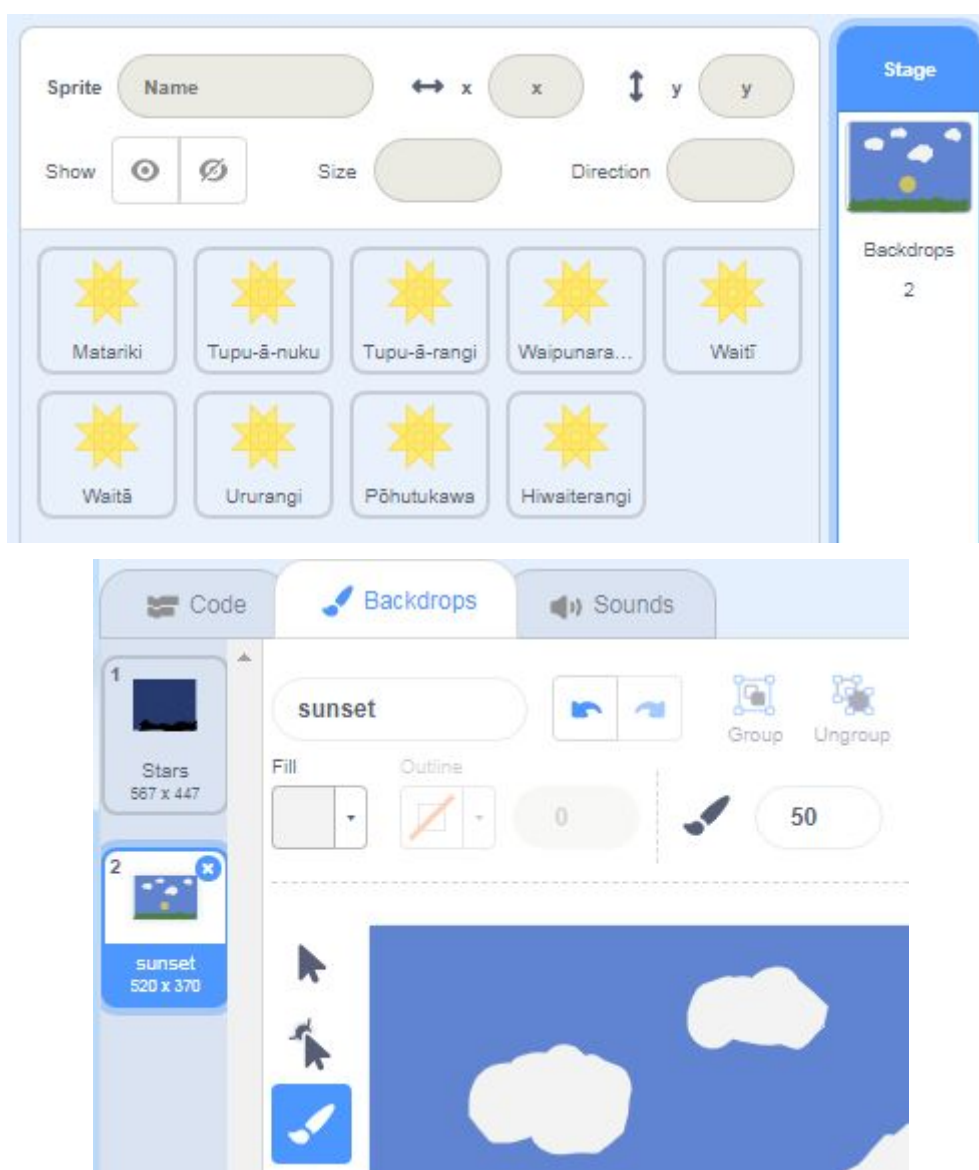 Sprite Name x x y y
Show Size Direction
Stage
Backdrops
2
Matariki Tupu-ā-nuku Tupu-ā-rangi Waipunara... Waitī
Waitā Ururangi Pōhutukawa Hiwaiterangi
Code Backdrops Sounds
1
Stars
567 x 447
2
sunset
520 x 370
sunset
Group Ungroup
Fill Outline
0 50